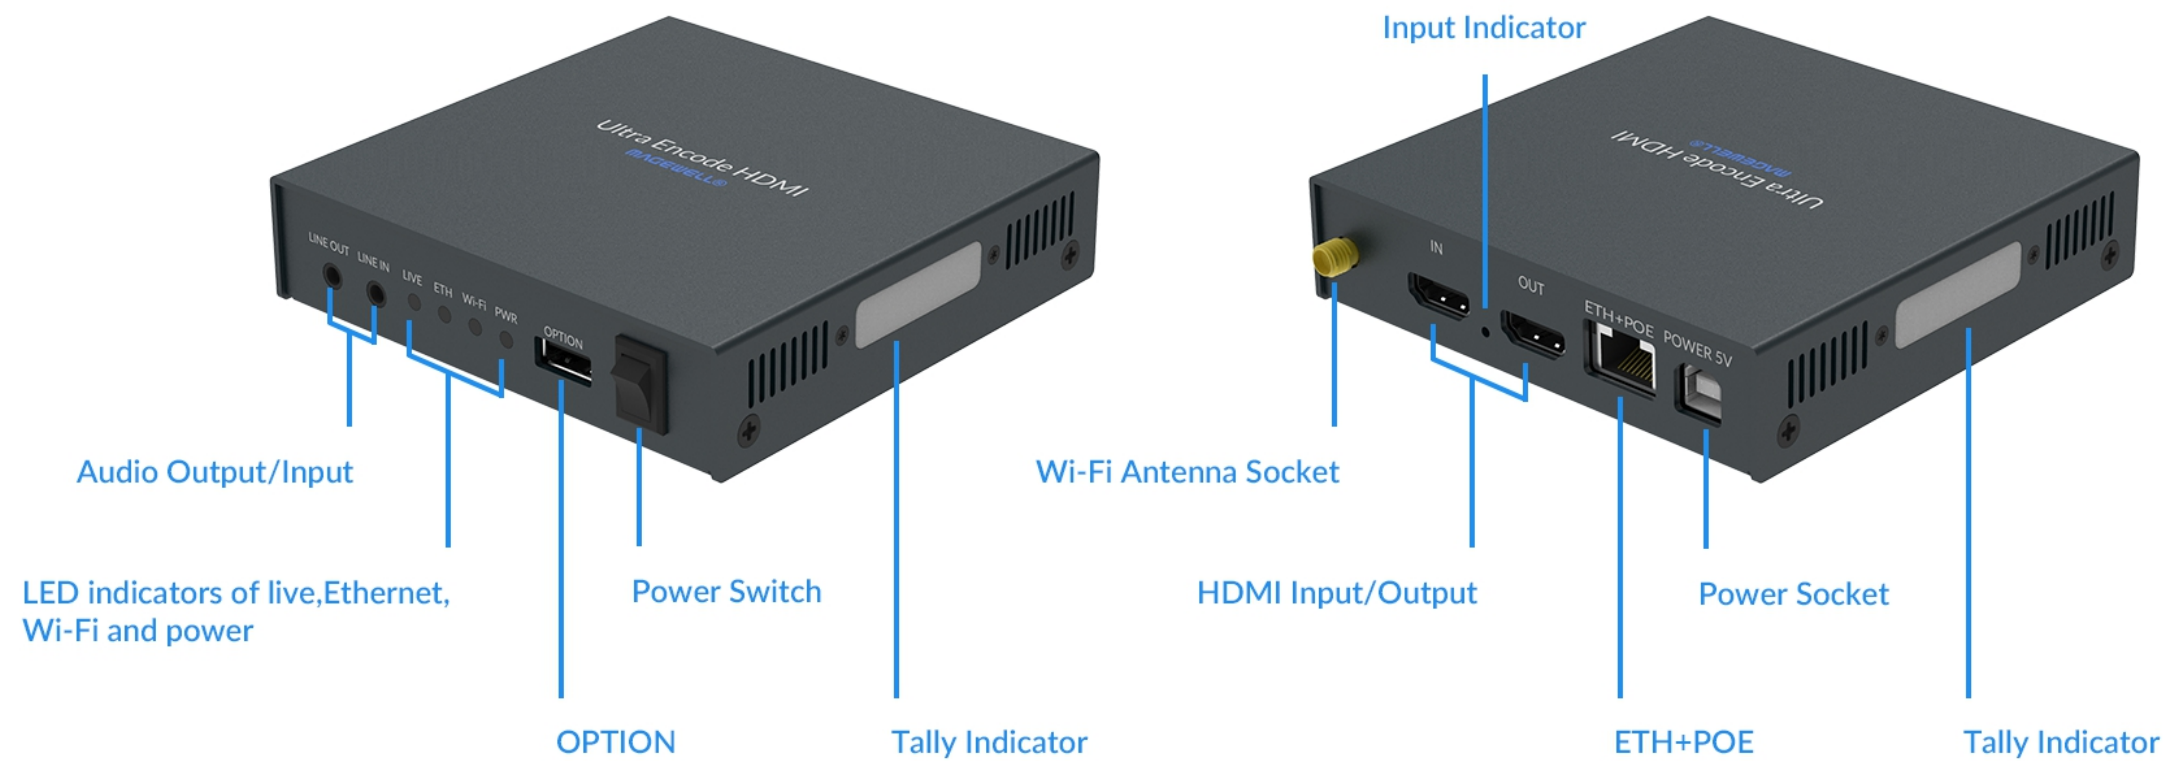 Input Indicator
Ultra Encode HDMI
MAGEWELL®
LINE OUT
LINE IN
LIVE
ETH
Wi-Fi
PWR
OPTION
Audio Output/Input
LED indicators of live,Ethernet,
Wi-Fi and power
Power Switch
OPTION
Tally Indicator
Ultra Encode HDMI
MAGEWELL®
IN
OUT
ETH+POE
POWER 5V
Wi-Fi Antenna Socket
HDMI Input/Output
Power Socket
ETH+POE
Tally Indicator